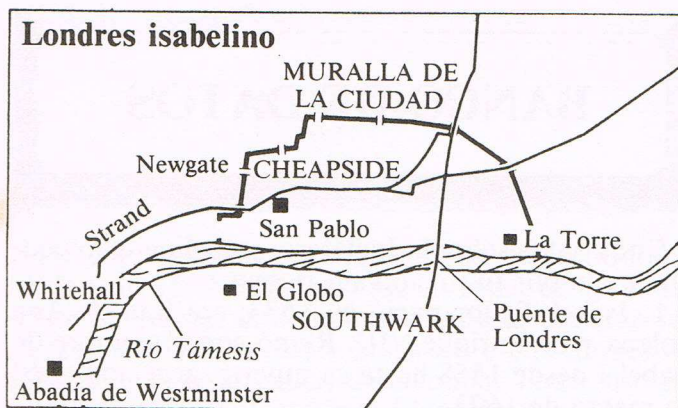 Londres isabelino
MURALLA DE
LA CIUDAD
Newgate
CHEAPSIDE
Strand
San Pablo
La Torre
Whitehall
El Globo
SOUTHWARK
Puente de
Londres
Río Támesis
Abadía de Westminster